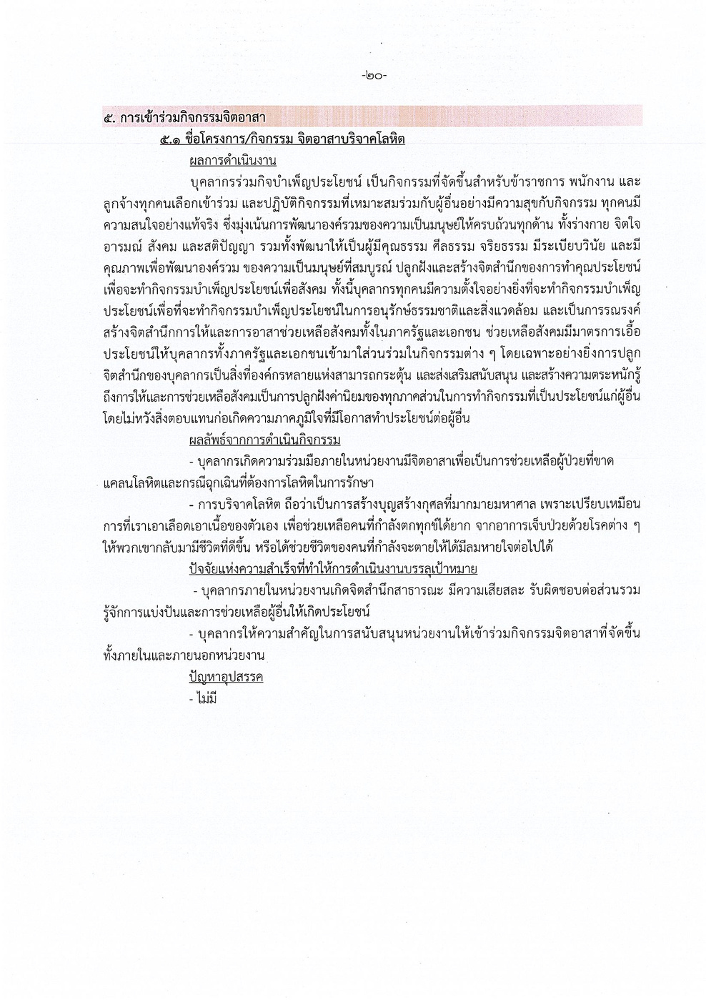 -๒๐-
๕. การเข้าร่วมกิจกรรมจิตอาสา
๕.๑ ชื่อโครงการ/กิจกรรม จิตอาสาบริจาคโลหิต
ผลการดำเนินงาน
บุคลากรร่วมกิจบำเพ็ญประโยชน์ เป็นกิจกรรมที่จัดขึ้นสำหรับข้าราชการ พนักงาน และ
ลูกจ้างทุกคนเลือกเข้าร่วม และปฏิบัติกิจกรรมที่เหมาะสมร่วมกับผู้อื่นอย่างมีความสุขกับกิจกรรม ทุกคนมี
ความสนใจอย่างแท้จริง ซึ่งมุ่งเน้นการพัฒนาองค์รวมของความเป็นมนุษย์ให้ครบถ้วนทุกด้าน ทั้งร่างกาย จิตใจ
อารมณ์ สังคม และสติปัญญา รวมทั้งพัฒนาให้เป็นผู้มีคุณธรรม ศีลธรรม จริยธรรม มีระเบียบวินัย และมี
คุณภาพเพื่อพัฒนาองค์รวม ของความเป็นมนุษย์ที่สมบูรณ์ ปลูกฝังและสร้างจิตสำนึกของการทำคุณประโยชน์
เพื่อจะทำกิจกรรมบำเพ็ญประโยชน์เพื่อสังคม ทั้งนี้บุคลากรทุกคนมีความตั้งใจอย่างยิ่งที่จะทำกิจกรรมบำเพ็ญ
ประโยชน์เพื่อที่จะทำกิจกรรมบำเพ็ญประโยชน์ในการอนุรักษ์ธรรมชาติและสิ่งแวดล้อม และเป็นการรณรงค์
สร้างจิตสำนึกการให้และการอาสาช่วยเหลือสังคมทั้งในภาครัฐและเอกชน ช่วยเหลือสังคมมีมาตรการเอื้อ
ประโยชน์ให้บุคลากรทั้งภาครัฐและเอกชนเข้ามาใส่วนร่วมในกิจกรรมต่าง ๆ โดยเฉพาะอย่างยิ่งการปลูก
จิตสำนึกของบุคลากรเป็นสิ่งที่องค์กรหลายแห่งสามารถกระตุ้น และส่งเสริมสนับสนุน และสร้างความตระหนักรู้
ถึงการให้และการช่วยเหลือสังคมเป็นการปลูกฝังค่านิยมของทุกภาคส่วนในการทำกิจกรรมที่เป็นประโยชน์แก่ผู้อื่น
โดยไม่หวังสิ่งตอบแทนก่อเกิดความภาคภูมิใจที่มีโอกาสทำประโยชน์ต่อผู้อื่น
ผลลัพธ์จากการดำเนินกิจกรรม
- บุคลากรเกิดความร่วมมือภายในหน่วยงานมีจิตอาสาเพื่อเป็นการช่วยเหลือผู้ป่วยที่ขาด
แคลนโลหิตและกรณีฉุกเฉินที่ต้องการโลหิตในการรักษา
- การบริจาคโลหิต ถือว่าเป็นการสร้างบุญสร้างกุศลที่มากมายมหาศาล เพราะเปรียบเหมือน
การที่เราเอาเลือดเอาเนื้อของตัวเอง เพื่อช่วยเหลือคนที่กำลังตกทุกข์ได้ยาก จากอาการเจ็บป่วยด้วยโรคต่าง ๆ
ให้พวกเขากลับมามีชีวิตที่ดีขึ้น หรือได้ช่วยชีวิตของคนที่กำลังจะตายให้ได้มีลมหายใจต่อไปได้
ปัจจัยแห่งความสำเร็จที่ทำให้การดำเนินงานบรรลุเป้าหมาย
- บุคลากรภายในหน่วยงานเกิดจิตสำนึกสาธารณะ มีความเสียสละ รับผิดชอบต่อส่วนรวม
รู้จักการแบ่งปันและการช่วยเหลือผู้อื่นให้เกิดประโยชน์
- บุคลากรให้ความสำคัญในการสนับสนุนหน่วยงานให้เข้าร่วมกิจกรรมจิตอาสาที่จัดขึ้น
ทั้งภายในและภายนอกหน่วยงาน
ปัญหาอุปสรรค
- ไม่มี